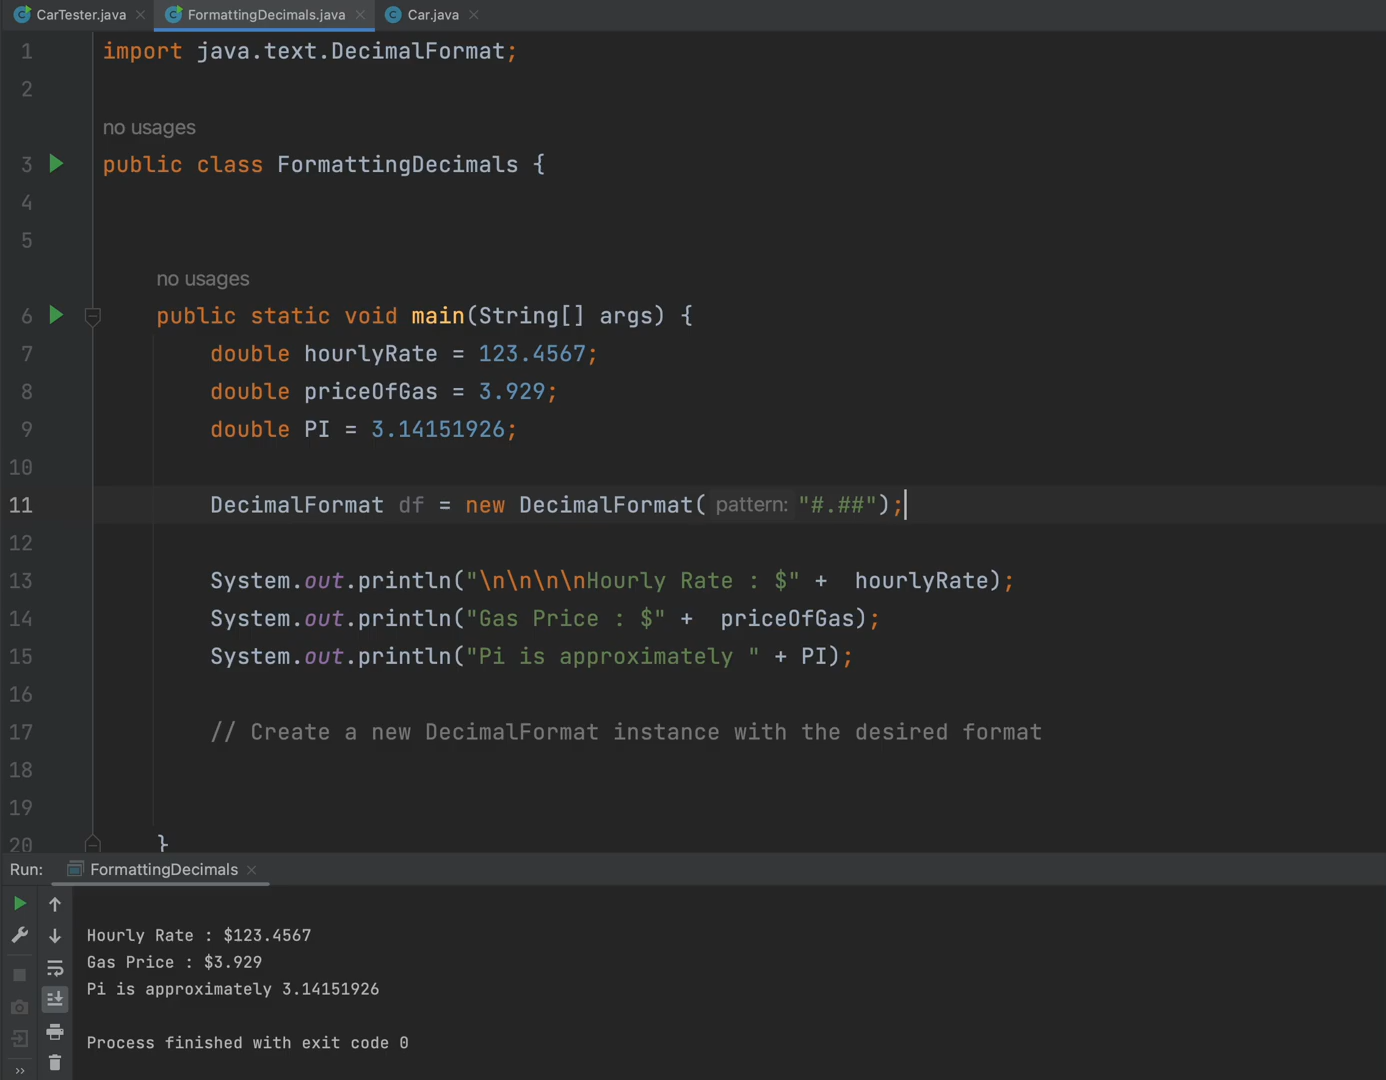 CarTester.java FormattingDecimals.java Car.java
1 import java.text.DecimalFormat;
2
no usages
3 public class FormattingDecimals {
4
5
no usages
6 public static void main(String[] args) {
7 double hourlyRate = 123.4567;
8 double priceOfGas = 3.929;
9 double PI = 3.14151926;
10
11 DecimalFormat df = new DecimalFormat( pattern: "#.##");
12
13 System.out.println("\n\n\n\nHourly Rate : $" +  hourlyRate);
14 System.out.println("Gas Price : $" +  priceOfGas);
15 System.out.println("Pi is approximately " + PI);
16
17 // Create a new DecimalFormat instance with the desired format
18
19
20 }
Run: FormattingDecimals
Hourly Rate : $123.4567
Gas Price : $3.929
Pi is approximately 3.14151926
Process finished with exit code 0